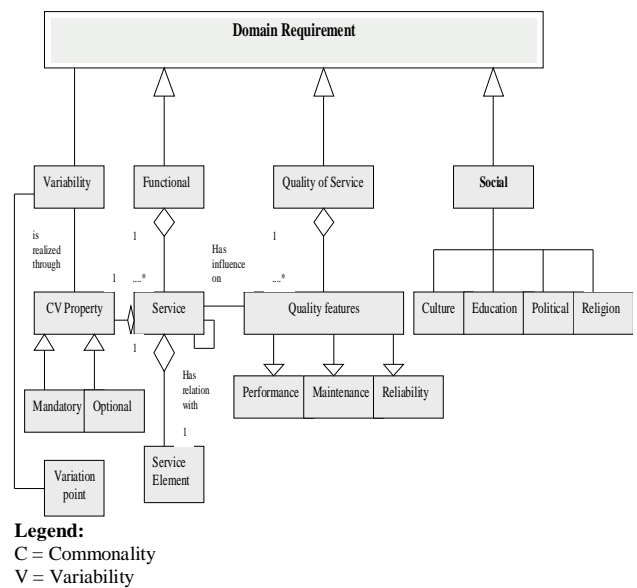 Domain Requirement
Variability
Functional
Quality of Service
Social
is
realized
through
1
Has
influence
on
1
1
....*
....*
CV Property
Service
Quality features
Culture
Education
Political
Religion
1
Has
relation
with
1
Mandatory
Optional
Performance
Maintenance
Reliability
Variation
point
Service
Element
Legend:
C = Commonality
V = Variability